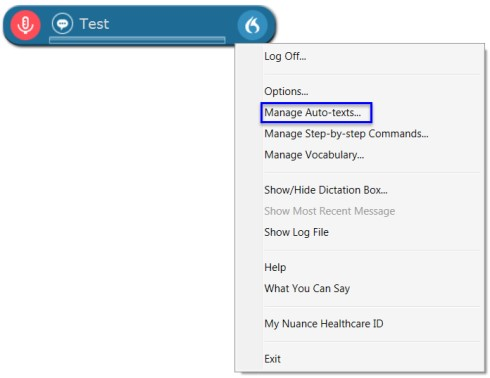 Test
Log Off...
Options...
Manage Auto-texts...
Manage Step-by-step Commands...
Manage Vocabulary...
Show/Hide Dictation Box...
Show Most Recent Message
Show Log File
Help
What You Can Say
My Nuance Healthcare ID
Exit